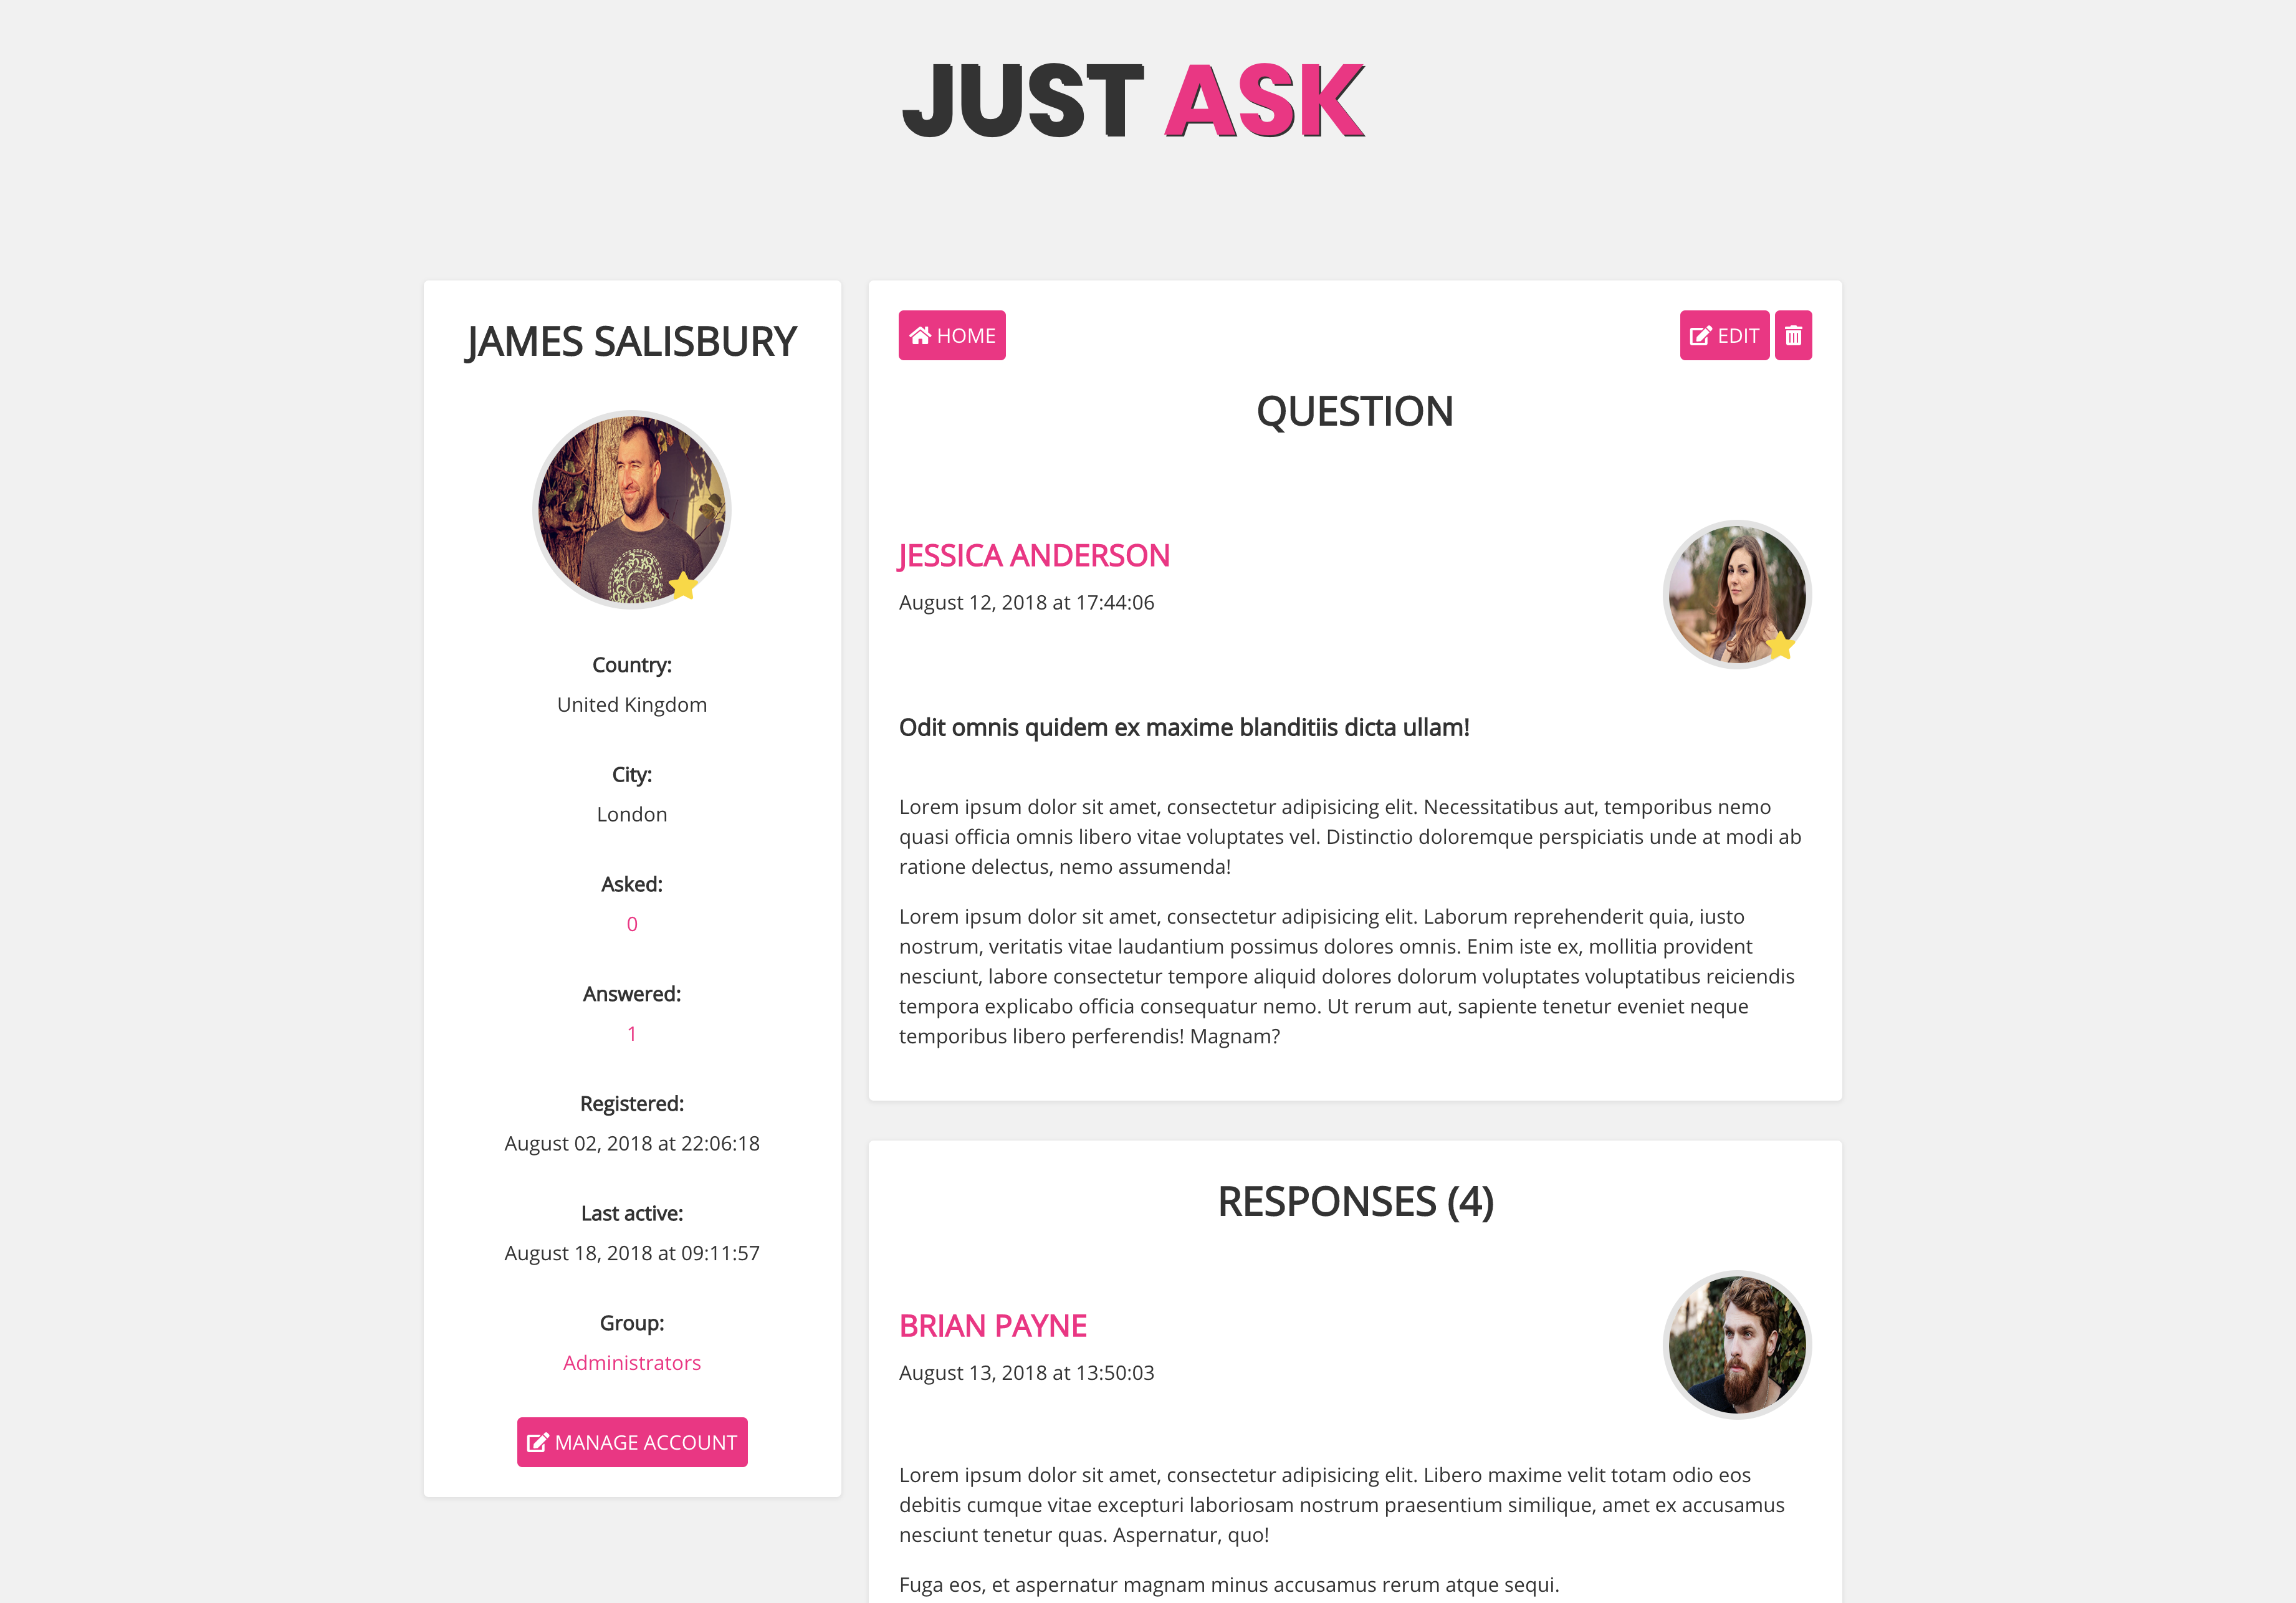 JUST ASK
JAMES SALISBURY
Country:
United Kingdom
City:
London
Asked:
0
Answered:
1
Registered:
August 02, 2018 at 22:06:18
Last active:
August 18, 2018 at 09:11:57
Group:
Administrators
MANAGE ACCOUNT
HOME
EDIT
QUESTION
JESSICA ANDERSON
August 12, 2018 at 17:44:06
Odit omnis quidem ex maxime blanditiis dicta ullam!
Lorem ipsum dolor sit amet, consectetur adipisicing elit. Necessitatibus aut, temporibus nemo
quasi officia omnis libero vitae voluptates vel. Distinctio doloremque perspiciatis unde at modi ab
ratione delectus, nemo assumenda!
Lorem ipsum dolor sit amet, consectetur adipisicing elit. Laborum reprehenderit quia, iusto
nostrum, veritatis vitae laudantium possimus dolores omnis. Enim iste ex, mollitia provident
nesciunt, labore consectetur tempore aliquid dolores dolorum voluptates voluptatibus reiciendis
tempora explicabo officia consequatur nemo. Ut rerum aut, sapiente tenetur eveniet neque
temporibus libero perferendis! Magnam?
RESPONSES (4)
BRIAN PAYNE
August 13, 2018 at 13:50:03
Lorem ipsum dolor sit amet, consectetur adipisicing elit. Libero maxime velit totam odio eos
debitis cumque vitae excepturi laboriosam nostrum praesentium similique, amet ex accusamus
nesciunt tenetur quas. Aspernatur, quo!
Fuga eos, et aspernatur magnam minus accusamus rerum atque sequi.